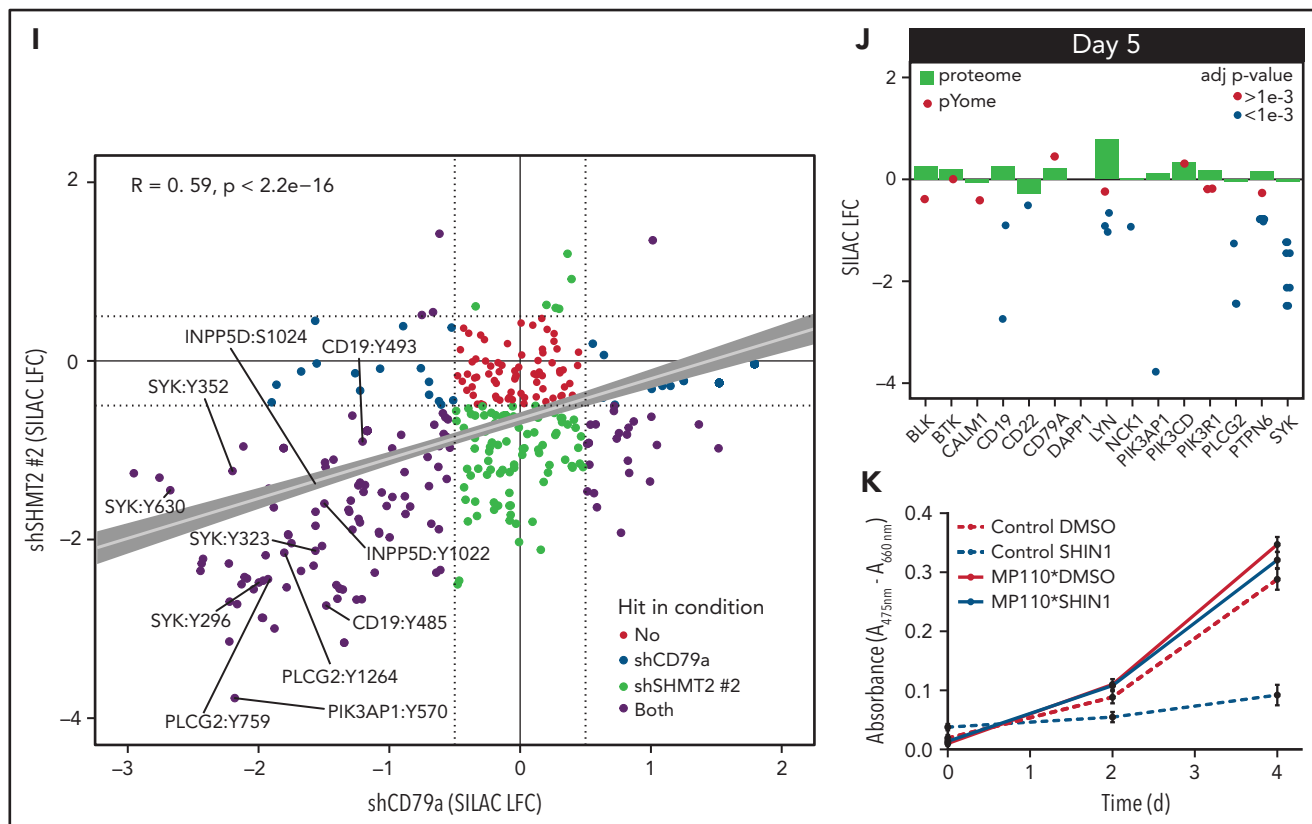 I
R = 0. 59, p < 2.2e−16
2
0
−2
−4
shSHMT2 #2 (SILAC LFC)
INPP5D:S1024
CD19:Y493
SYK:Y352
SYK:Y630
SYK:Y323
INPP5D:Y1022
SYK:Y296
CD19:Y485
PLCG2:Y1264
PLCG2:Y759
PIK3AP1:Y570
Hit in condition
No
shCD79a
shSHMT2 #2
Both
−3
−2
−1
0
1
2
shCD79a (SILAC LFC)
J
Day 5
proteome
pYome
adj p-value
>1e-3
<1e-3
2
0
−2
−4
SILAC LFC
BLK
BTK
CALM1
CD19
CD22
CD79A
DAPP1
LYN
NCK1
PIK3AP1
PIK3CD
PIK3R1
PLCG2
PTPN6
SYK
K
Control DMSO
Control SHIN1
MP110*DMSO
MP110*SHIN1
0.4
0.3
0.2
0.1
0.0
Absorbance (A475nm - A660 nm)
0
1
2
3
4
Time (d)